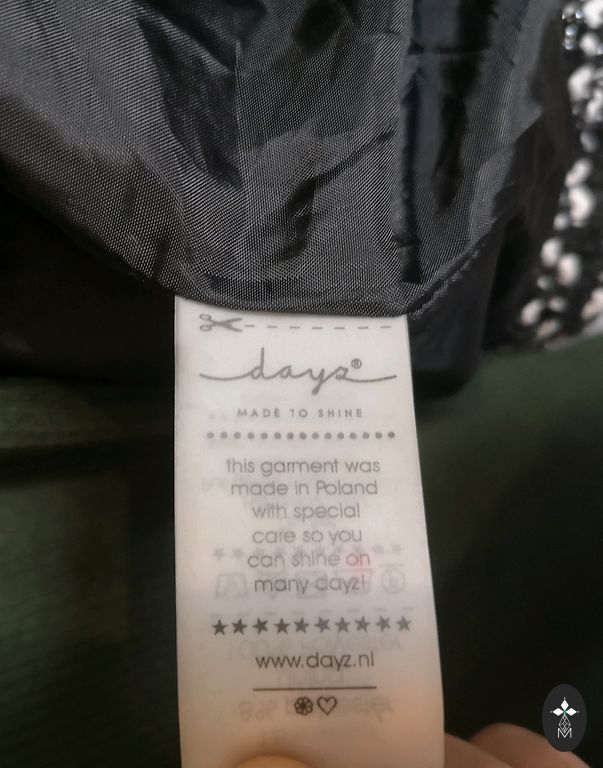 dayz®
MADE TO SHINE
this garment was
made in Poland
with special
care so you
can shine on
many dayz!
www.dayz.nl